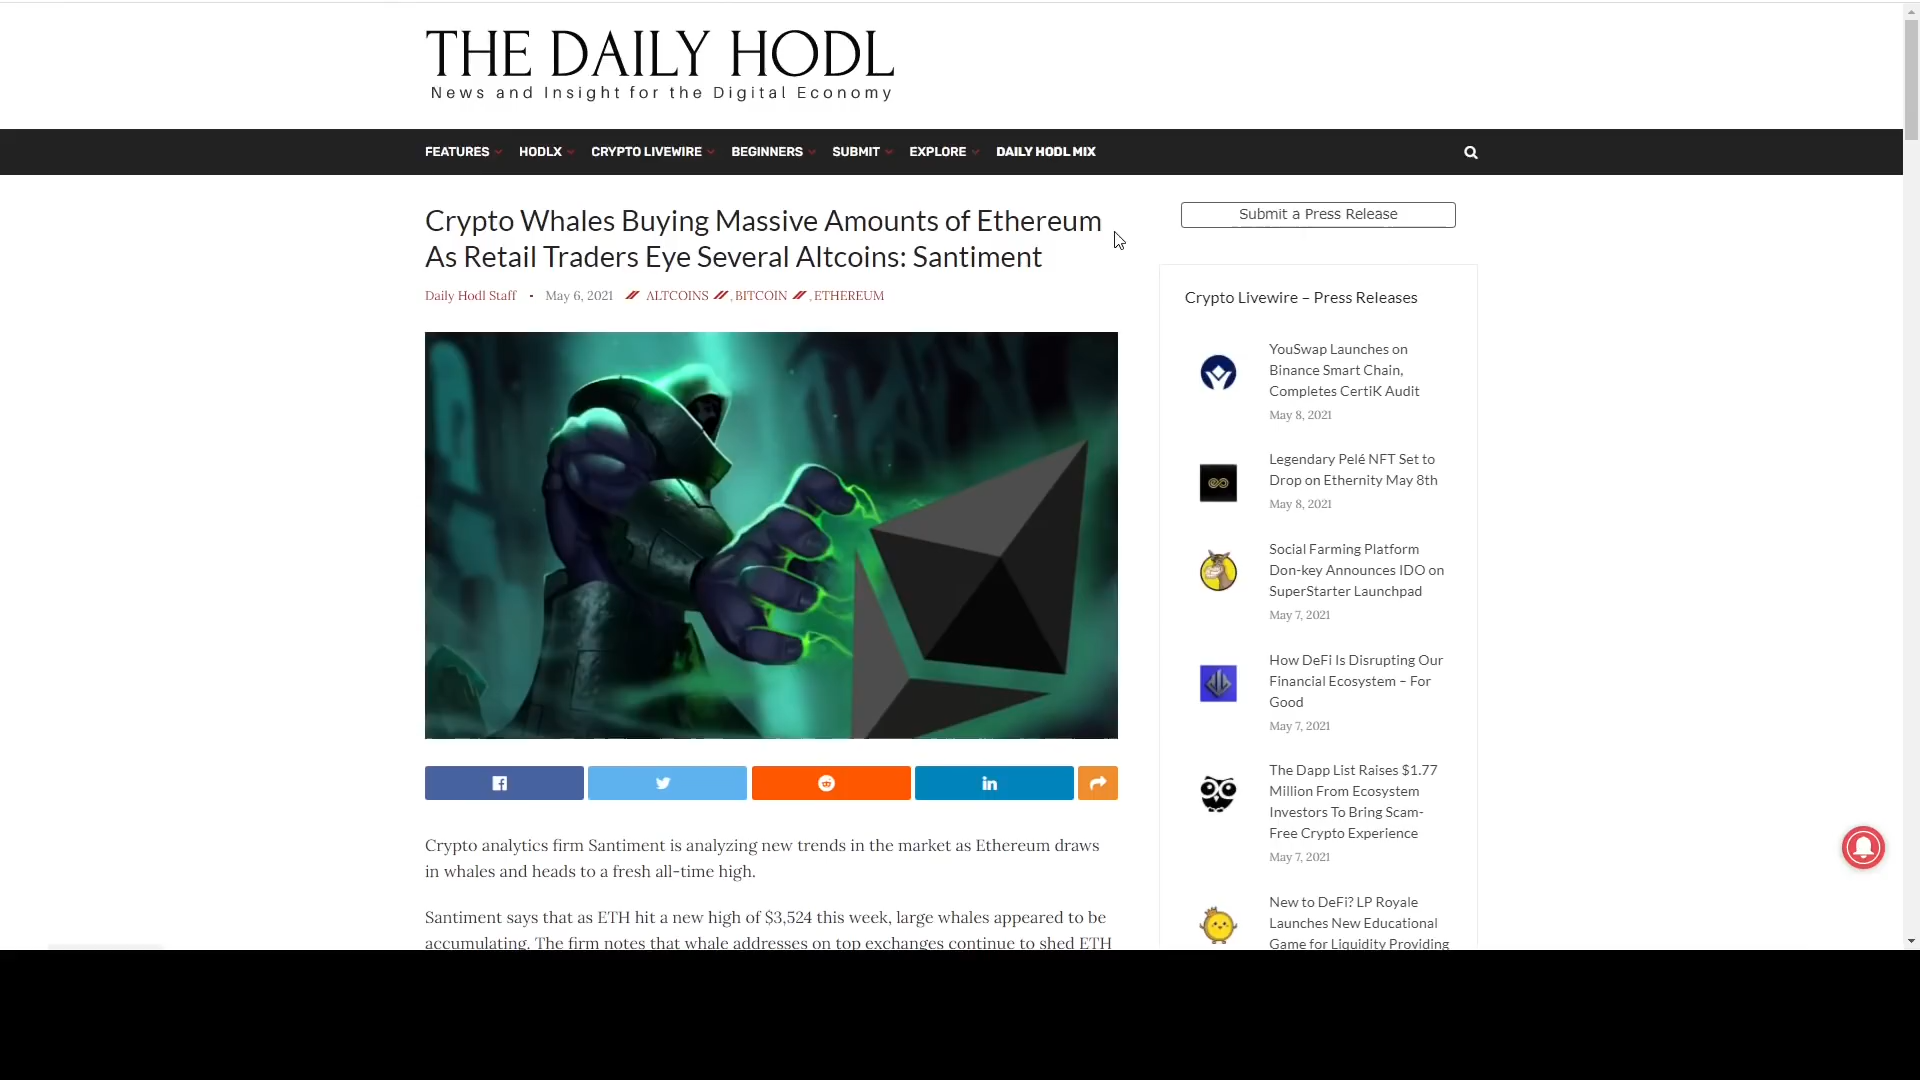 THE DAILY HODL
News and Insight for the Digital Economy
FEATURES HODLX CRYPTO LIVEWIRE BEGINNERS SUBMIT EXPLORE DAILY HODL MIX
Crypto Whales Buying Massive Amounts of Ethereum
As Retail Traders Eye Several Altcoins: Santiment
Daily Hodl Staff - May 6, 2021 // ALTCOINS // , BITCOIN // , ETHEREUM
Crypto analytics firm Santiment is analyzing new trends in the market as Ethereum draws
in whales and heads to a fresh all-time high.
Santiment says that as ETH hit a new high of $3,524 this week, large whales appeared to be
accumulating. The firm notes that whale addresses on top exchanges continue to shed ETH
Submit a Press Release
Crypto Livewire – Press Releases
YouSwap Launches on
Binance Smart Chain,
Completes CertiK Audit
May 8, 2021
Legendary Pelé NFT Set to
Drop on Ethernity May 8th
May 8, 2021
Social Farming Platform
Don-key Announces IDO on
SuperStarter Launchpad
May 7, 2021
How DeFi Is Disrupting Our
Financial Ecosystem – For
Good
May 7, 2021
The Dapp List Raises $1.77
Million From Ecosystem
Investors To Bring Scam-
Free Crypto Experience
May 7, 2021
New to DeFi? LP Royale
Launches New Educational
Game for Liquidity Providing